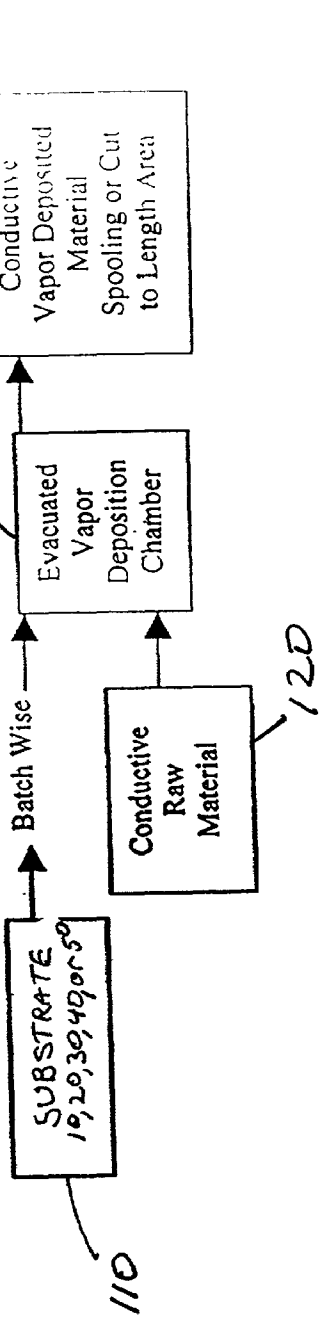 110
SUBSTRATE
10,20,30,40,or 50
Batch Wise
Conductive
Raw
Material
120
Evacuated
Vapor
Deposition
Chamber
Conductive
Vapor Deposited
Material
Spooling or Cut
to Length Area